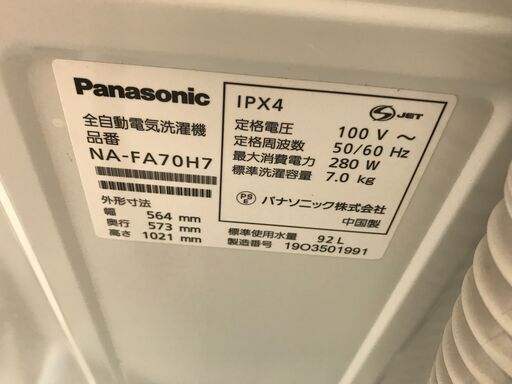 Panasonic
全自動電気洗濯機
品番
NA-FA70H7
外形寸法
幅 564 mm
奥行 573 mm
高さ 1021 mm
IPX4
S JET
定格電圧 100 V ～
定格周波数 50/60 Hz
最大消費電力 280 W
標準洗濯容量 7.0 kg
PSE パナソニック株式会社
中国製
標準使用水量 92 L
製造番号 19O3501991